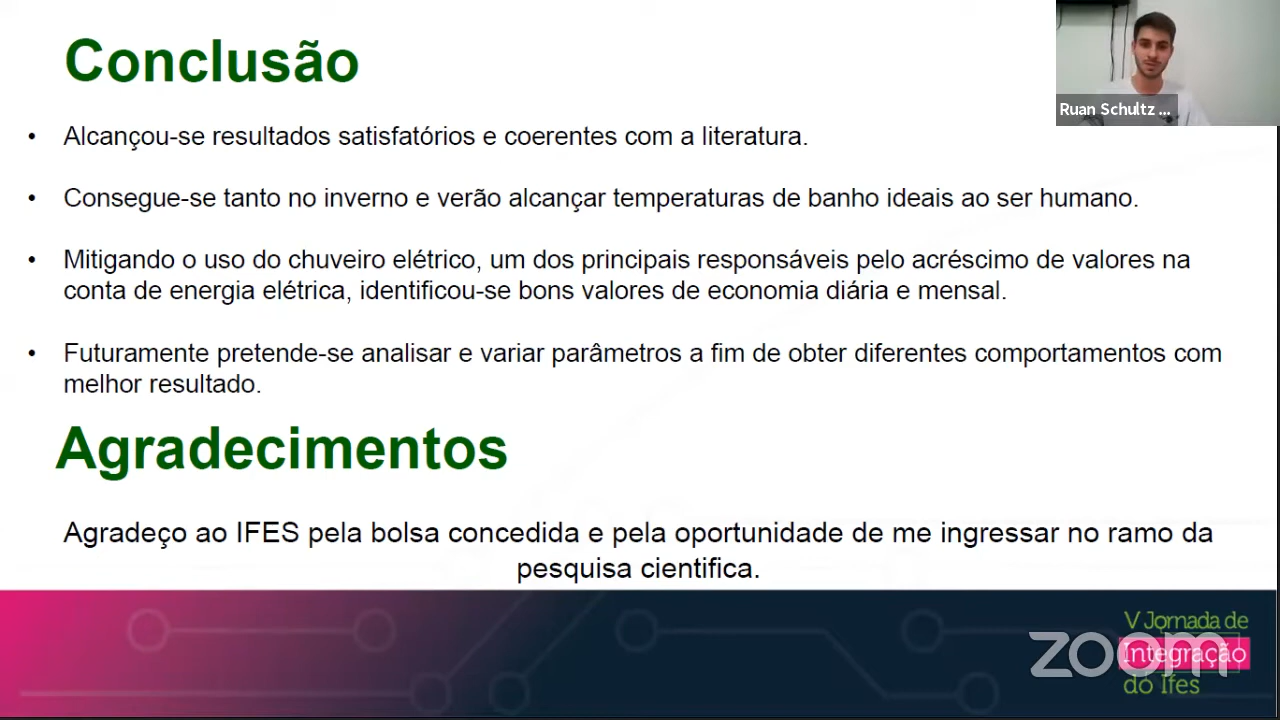 Conclusão
Ruan Schultz ...
• Alcançou-se resultados satisfatórios e coerentes com a literatura.
• Consegue-se tanto no inverno e verão alcançar temperaturas de banho ideais ao ser humano.
• Mitigando o uso do chuveiro elétrico, um dos principais responsáveis pelo acréscimo de valores na
conta de energia elétrica, identificou-se bons valores de economia diária e mensal.
• Futuramente pretende-se analisar e variar parâmetros a fim de obter diferentes comportamentos com
melhor resultado.
Agradecimentos
Agradeço ao IFES pela bolsa concedida e pela oportunidade de me ingressar no ramo da
pesquisa cientifica.
V Jornada de
Integração
do Ifes
zoom